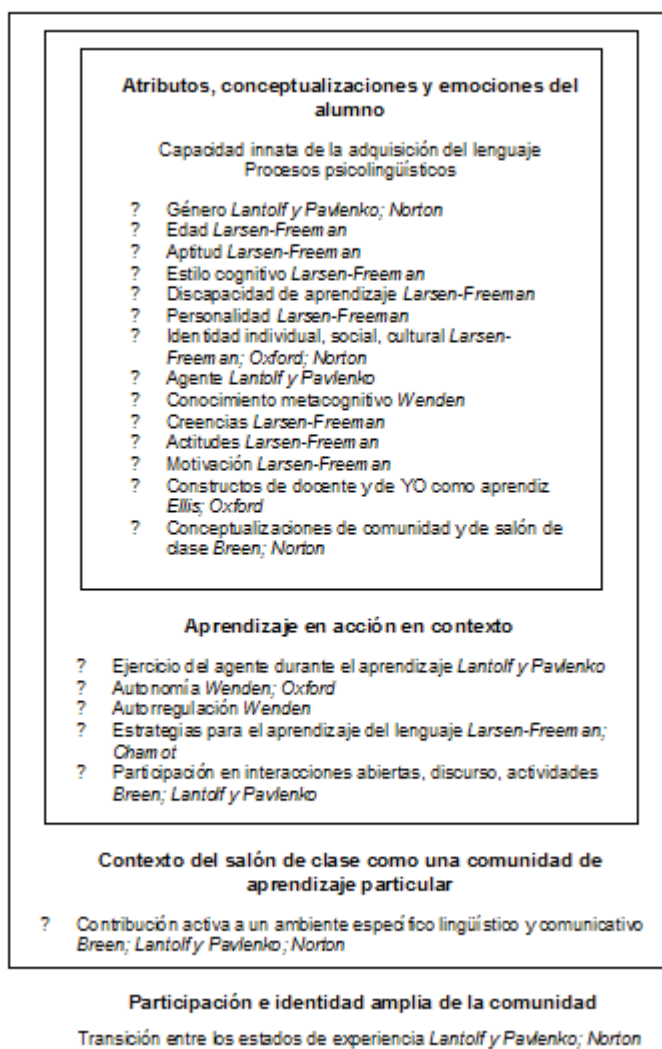 Atributos, conceptualizaciones y emociones del
alumno
Capacidad innata de la adquisición del lenguaje
Procesos psicolingüísticos
? Género Lantolf y Pavlenko; Norton
? Edad Larsen-Freeman
? Aptitud Larsen-Freeman
? Estilo cognitivo Larsen-Freeman
? Discapacidad de aprendizaje Larsen-Freeman
? Personalidad Larsen-Freeman
? Identidad individual, social, cultural Larsen-
Freeman; Oxford; Norton
? Agente Lantolf y Pavlenko
? Conocimiento metacognitivo Wenden
? Creencias Larsen-Freeman
? Actitudes Larsen-Freeman
? Motivación Larsen-Freeman
? Constructos de docente y de YO como aprendiz
Ellis; Oxford
? Conceptualizaciones de comunidad y de salón de
clase Breen; Norton
Aprendizaje en acción en contexto
? Ejercicio del agente durante el aprendizaje Lantolf y Pavlenko
? Autonomía Wenden; Oxford
? Autorregulación Wenden
? Estrategias para el aprendizaje del lenguaje Larsen-Freeman;
Chamot
? Participación en interacciones abiertas, discurso, actividades
Breen; Lantolf y Pavlenko
Contexto del salón de clase como una comunidad de
aprendizaje particular
? Contribución activa a un ambiente específico lingüístico y comunicativo
Breen; Lantolf y Pavlenko; Norton
Participación e identidad amplia de la comunidad
Transición entre los estados de experiencia Lantolf y Pavlenko; Norton